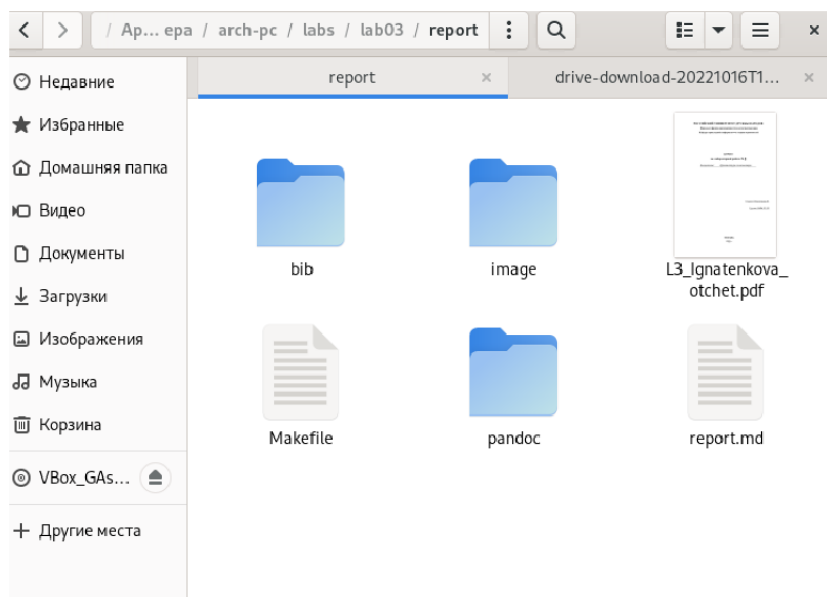 / Ap... ера / arch-pc / labs / lab03 / report
report
drive-download-20221016T1...
Недавние
Избранные
Домашняя папка
Видео
Документы
Загрузки
Изображения
Музыка
Корзина
VBox_GAs...
Другие места
bib
image
L3_Ignatenkova_
otchet.pdf
Makefile
pandoc
report.md